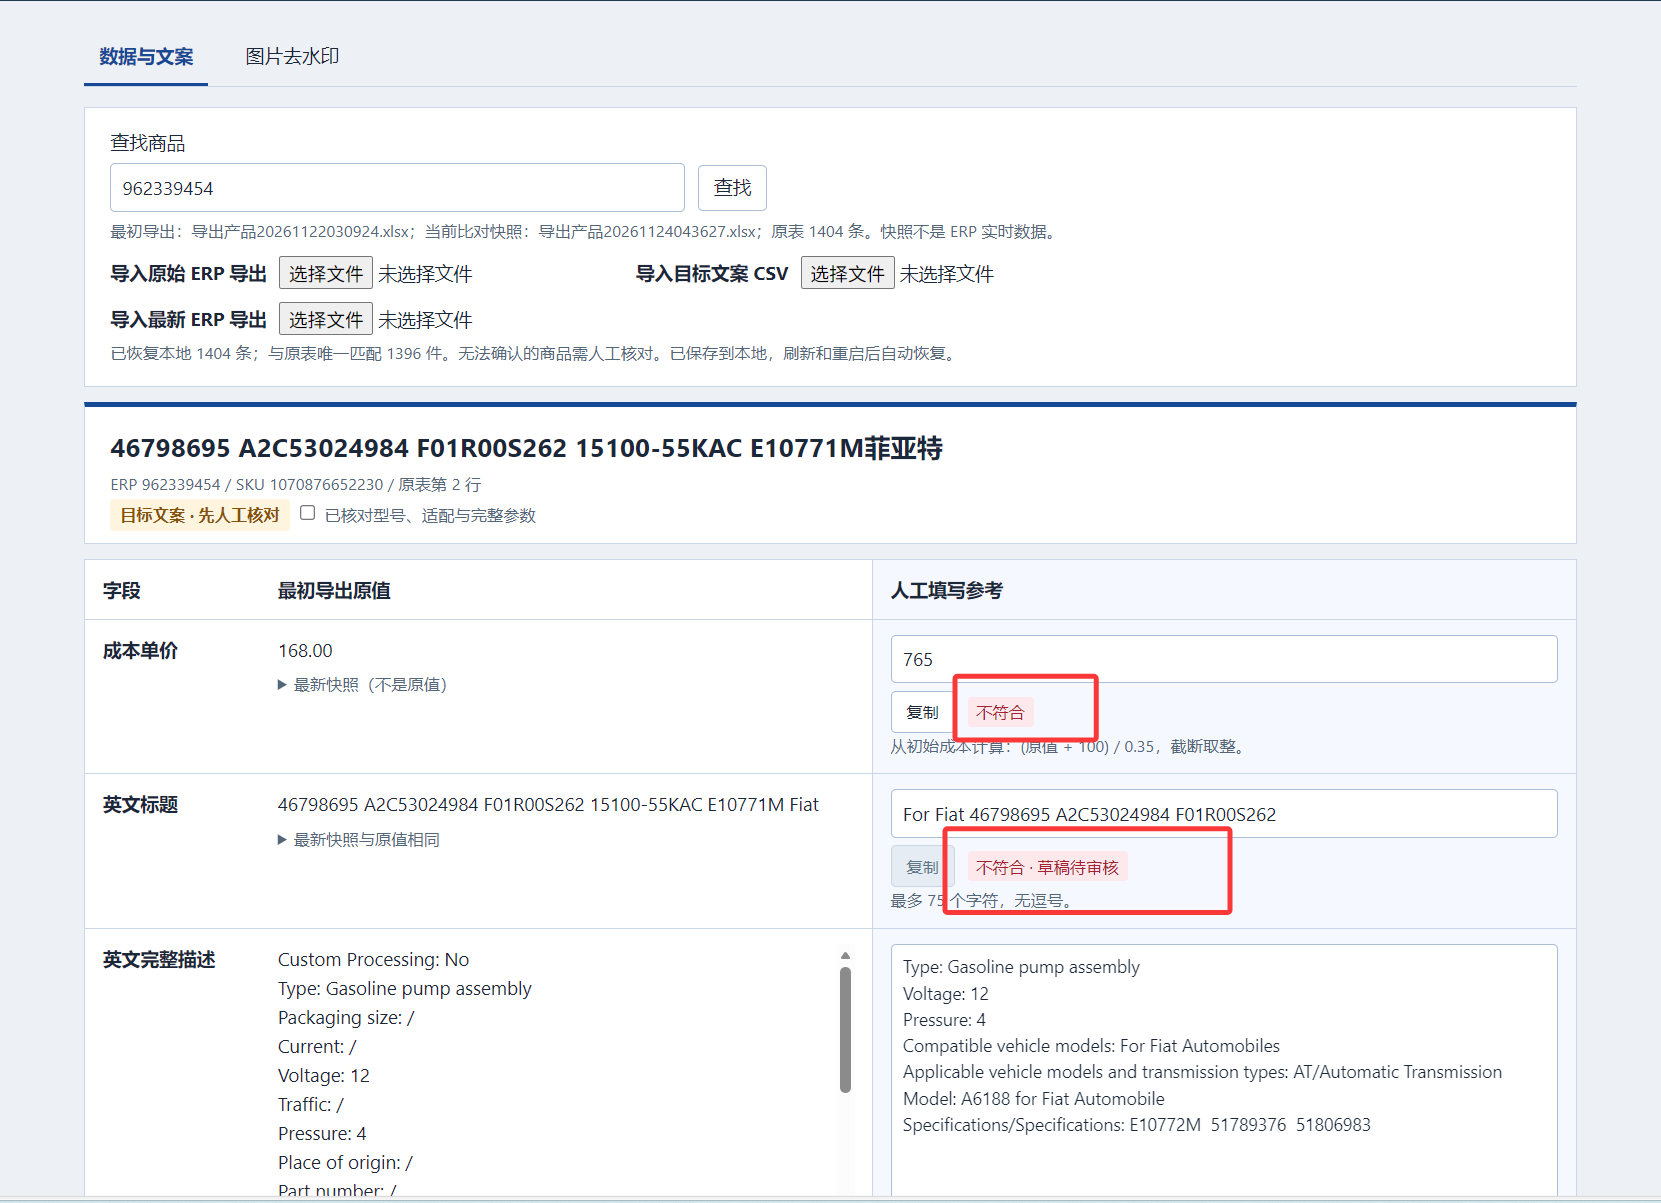 数据与文案 图片去水印
查找商品
962339454 查找
最初导出：导出产品20261122030924.xlsx；当前比对快照：导出产品20261124043627.xlsx；原表 1404 条。快照不是 ERP 实时数据。
导入原始 ERP 导出 选择文件 未选择文件 导入目标文案 CSV 选择文件 未选择文件
导入最新 ERP 导出 选择文件 未选择文件
已恢复本地 1404 条；与原表唯一匹配 1396 件。无法确认的商品需人工核对。已保存到本地，刷新和重启后自动恢复。
46798695 A2C53024984 F01R00S262 15100-55KAC E10771M菲亚特
ERP 962339454 / SKU 1070876652230 / 原表第 2 行
目标文案 · 先人工核对 已核对型号、适配与完整参数
字段 最初导出原值 人工填写参考
成本单价 168.00 765
▶ 最新快照（不是原值）
复制 不符合
从初始成本计算：(原值 + 100) / 0.35，截断取整。
英文标题 46798695 A2C53024984 F01R00S262 15100-55KAC E10771M Fiat
For Fiat 46798695 A2C53024984 F01R00S262
▶ 最新快照与原值相同
复制 不符合 · 草稿待审核
最多 75 个字符，无逗号。
英文完整描述
Custom Processing: No
Type: Gasoline pump assembly
Packaging size: /
Current: /
Voltage: 12
Traffic: /
Pressure: 4
Place of origin: /
Part number: /
Type: Gasoline pump assembly
Voltage: 12
Pressure: 4
Compatible vehicle models: For Fiat Automobiles
Applicable vehicle models and transmission types: AT/Automatic Transmission
Model: A6188 for Fiat Automobile
Specifications/Specifications: E10772M 51789376 51806983